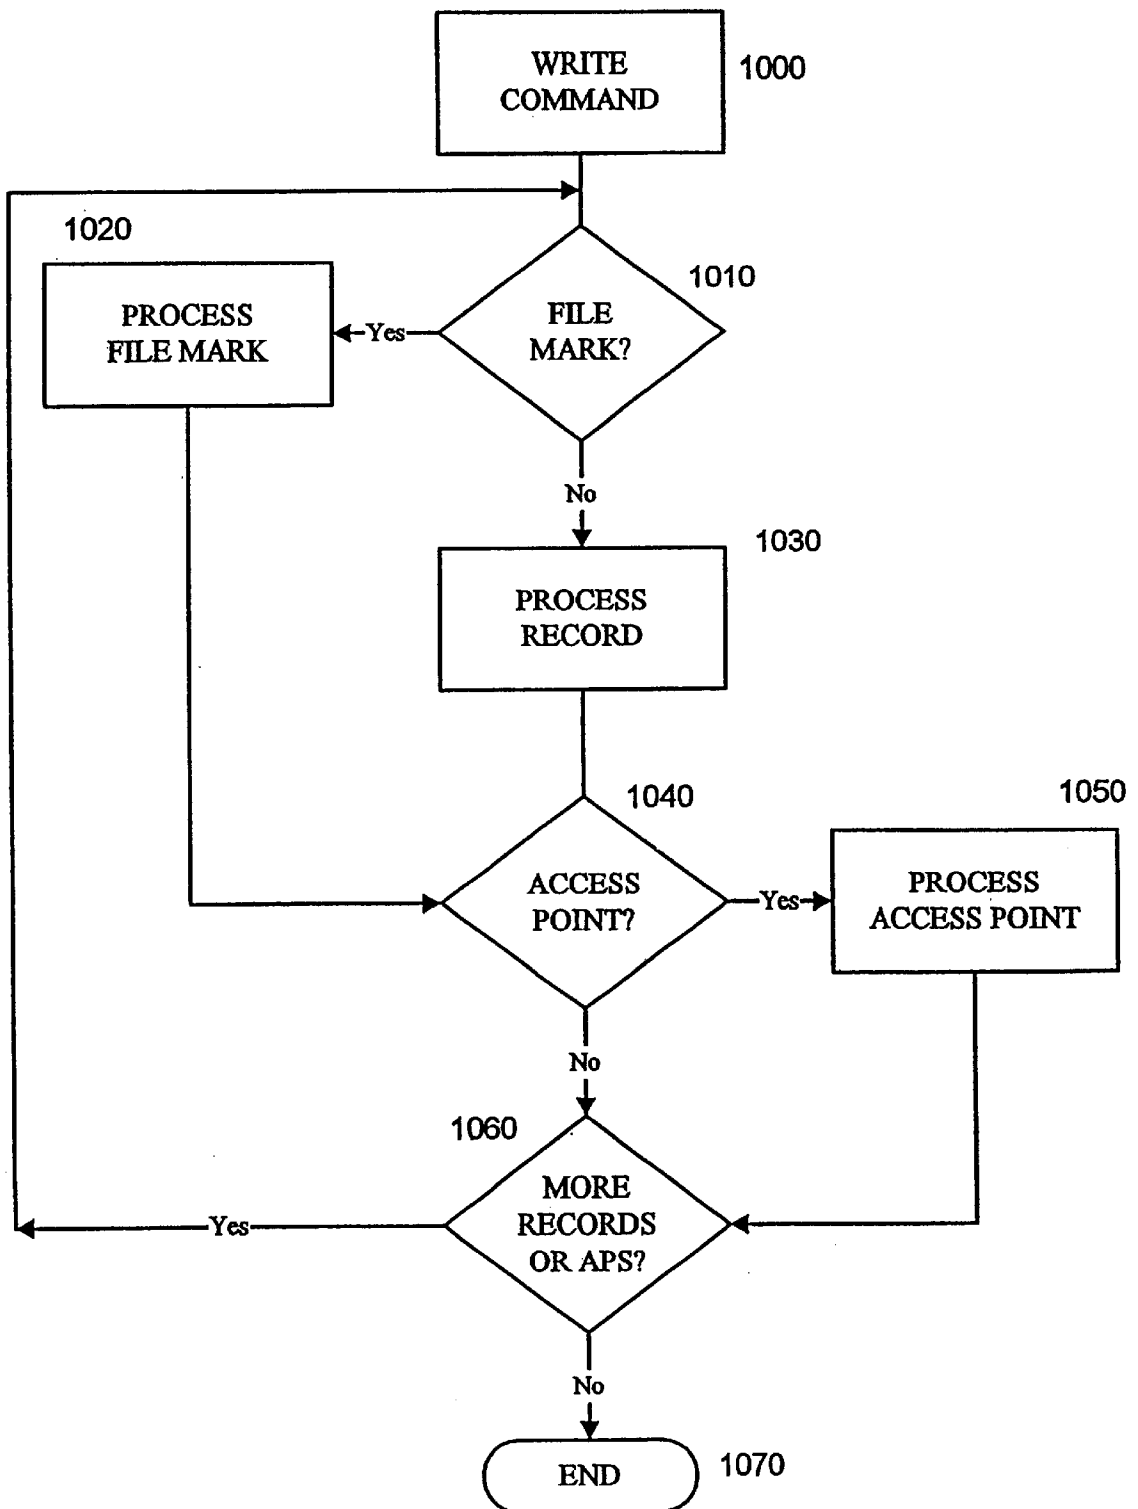 WRITE
COMMAND
1000
1020
PROCESS
FILE MARK
Yes
FILE
MARK?
1010
No
1030
PROCESS
RECORD
1040
ACCESS
POINT?
Yes
1050
PROCESS
ACCESS POINT
No
1060
MORE
RECORDS
OR APS?
Yes
No
END
1070